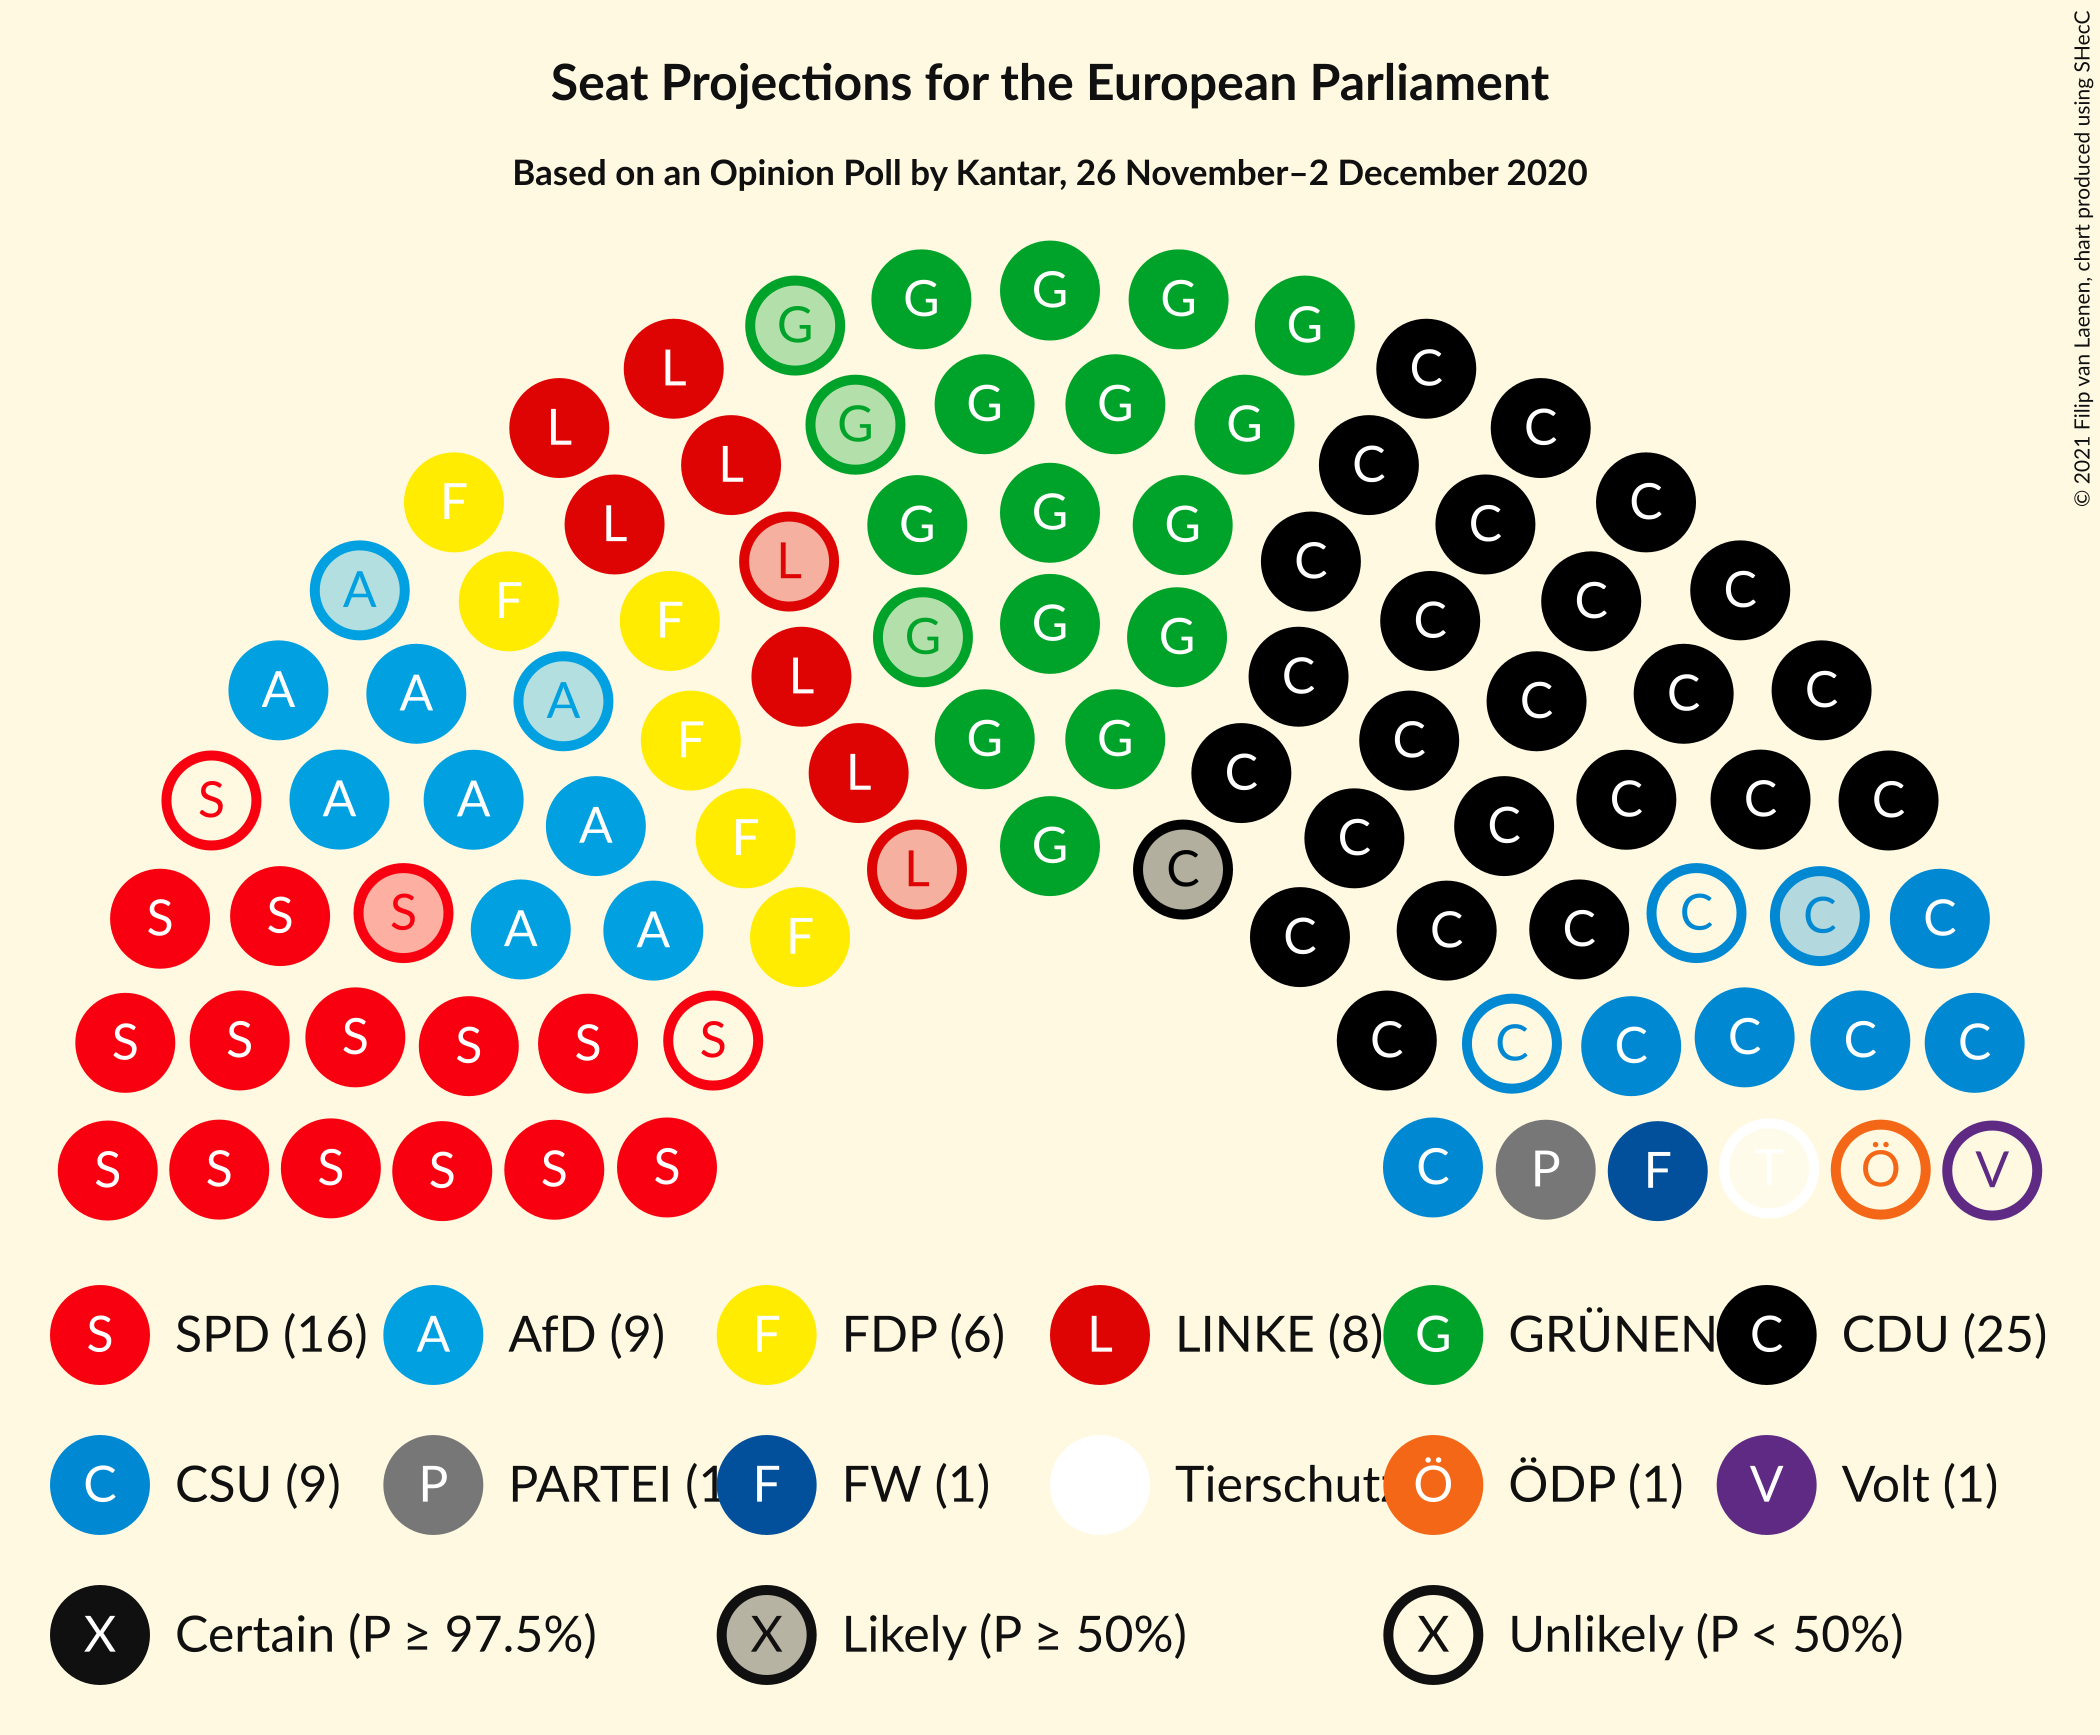 Seat Projections for the European Parliament
Based on an Opinion Poll by Kantar, 26 November–2 December 2020
© 2021 Filip van Laenen, chart produced using SHecC
G G G G G
L C
G G G G
L C
F L C C
L G G G C
A F L C C
F G G G C C
A A A F L C C C C
F L G G C C
S A A A F L G C C C C C C
S S S A A F C C C C C C
S S S S S S C C C C C C
S S S S S S C P F T Ö V
S SPD (16) A AfD (9) F FDP (6) L LINKE (8) G GRÜNEN C CDU (25)
C CSU (9) P PARTEI (1 F FW (1) Tierschutz Ö ÖDP (1) V Volt (1)
X Certain (P ≥ 97.5%) X Likely (P ≥ 50%) X Unlikely (P < 50%)